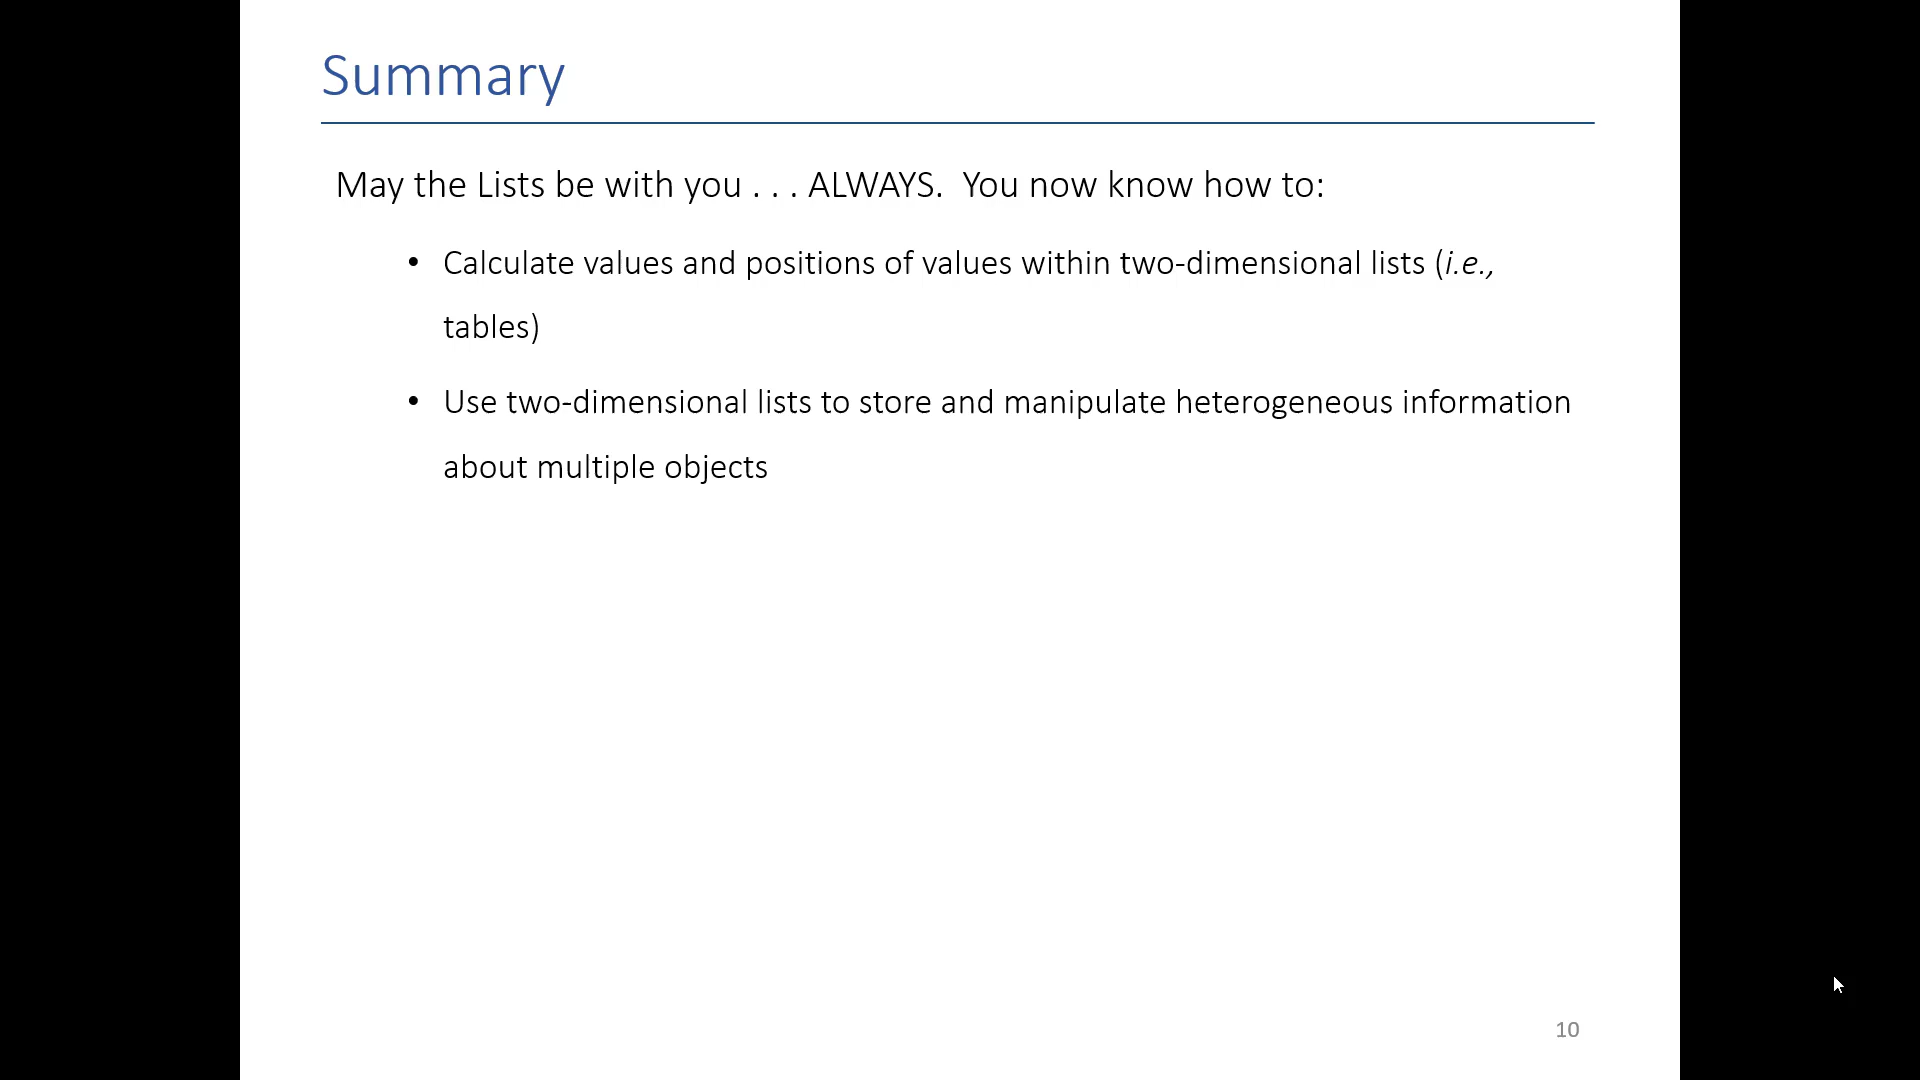 Summary
May the Lists be with you . . . ALWAYS.  You now know how to:
• Calculate values and positions of values within two-dimensional lists (i.e.,
tables)
• Use two-dimensional lists to store and manipulate heterogeneous information
about multiple objects
10